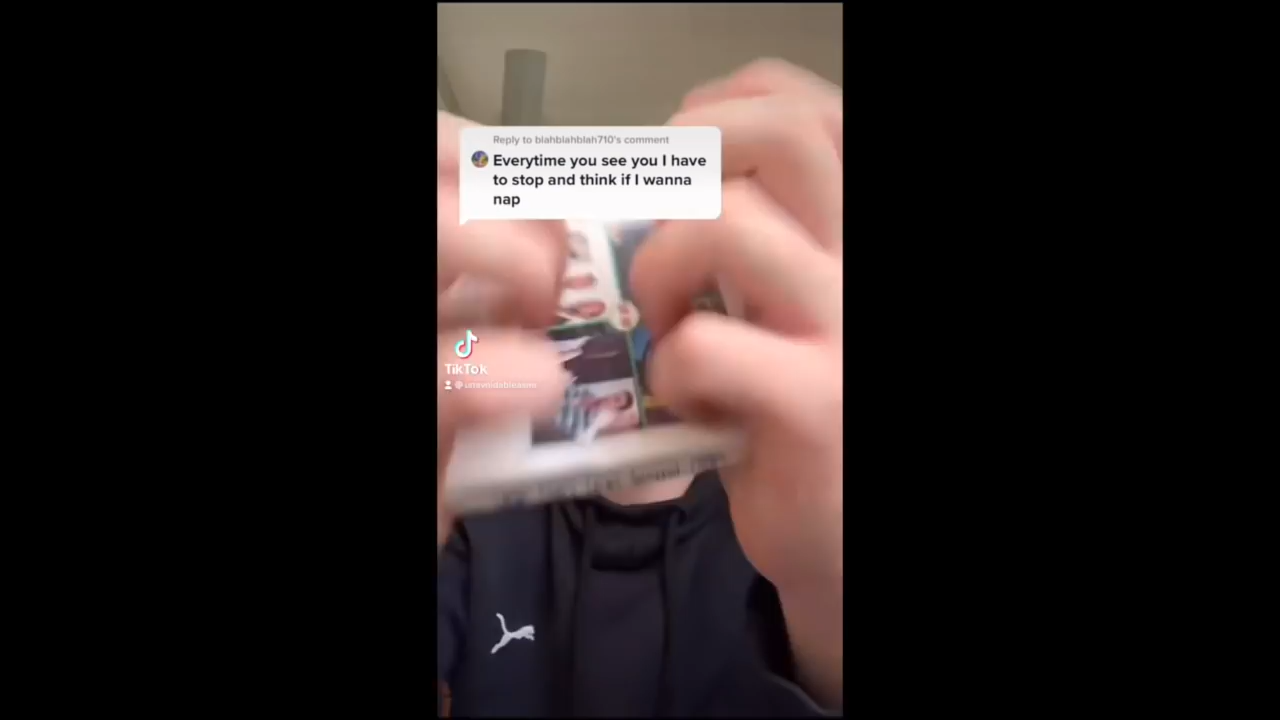 Reply to blahblahblah710's comment
Everytime you see you I have
to stop and think if I wanna
nap
TikTok